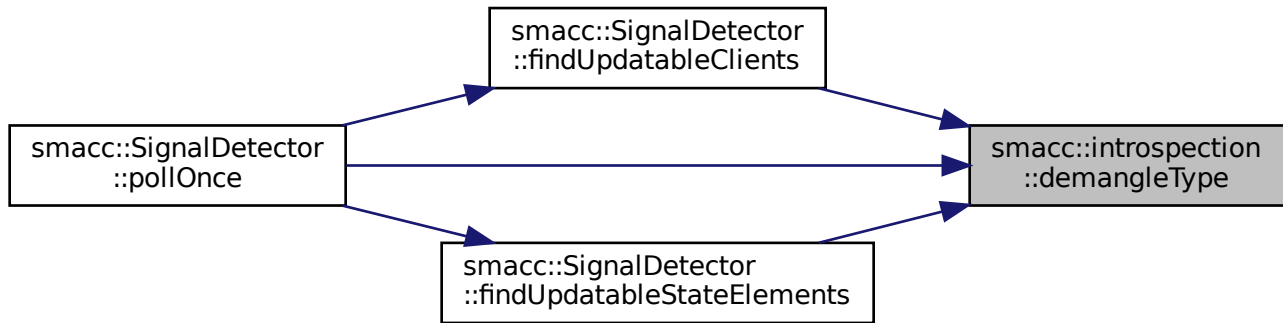 smacc::SignalDetector
::findUpdatableClients
smacc::SignalDetector
::pollOnce
smacc::introspection
::demangleType
smacc::SignalDetector
::findUpdatableStateElements